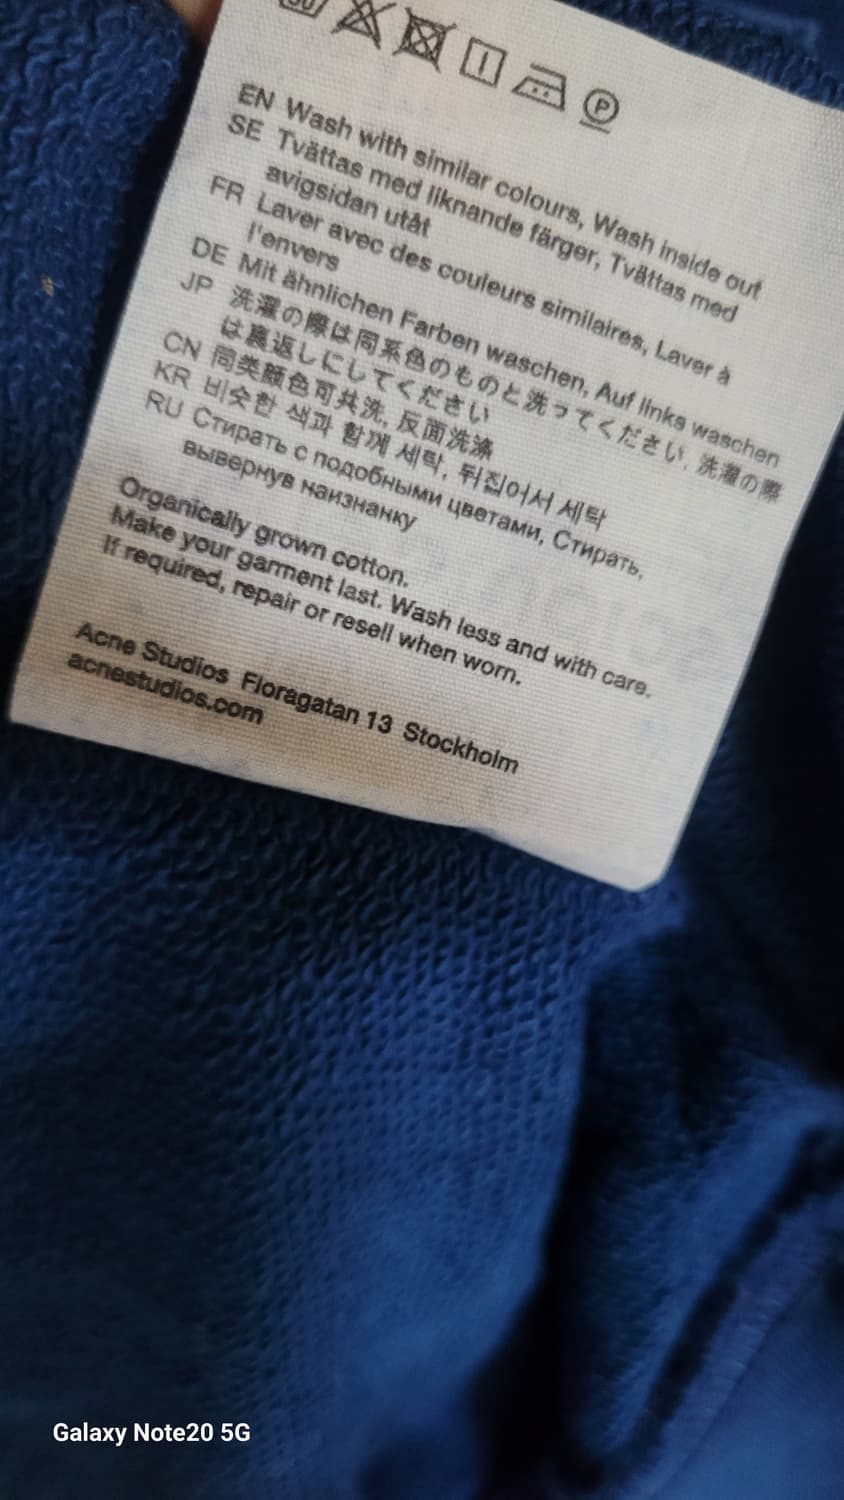 EN Wash with similar colours, Wash inside out
SE Tvättas med liknande färger, Tvättas med
avigsidan utåt
FR Laver avec des couleurs similaires, Laver à
l'envers
DE Mit ähnlichen Farben waschen, Auf links waschen
JP 洗濯の際は同系色のものと洗ってください. 洗濯の際
は裏返しにしてください
CN 同类颜色可共洗, 反面洗涤
KR 비슷한 색과 함께 세탁, 뒤집어서 세탁
RU Стирать с подобными цветами, Стирать,
вывернув наизнанку
Organically grown cotton.
Make your garment last. Wash less and with care.
If required, repair or resell when worn.
Acne Studios Floragatan 13 Stockholm
acnestudios.com
Galaxy Note20 5G